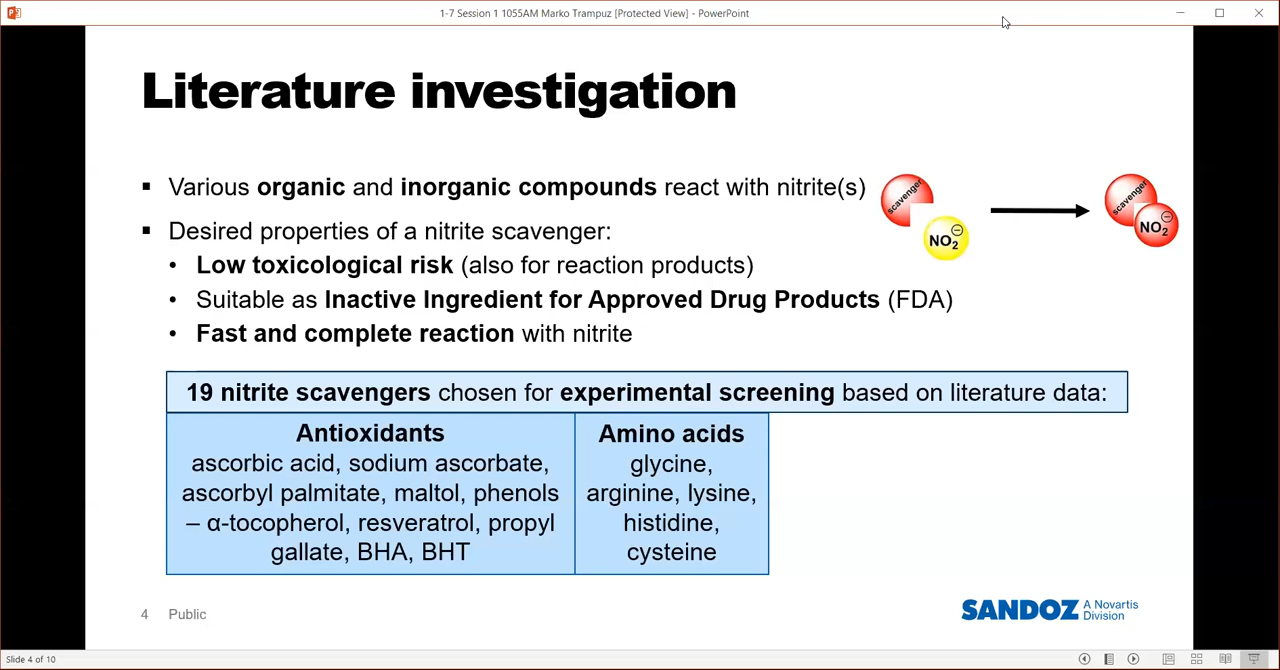 1-7 Session 1 1055AM Marko Trampuz [Protected View] - PowerPoint
Literature investigation
▪ Various organic and inorganic compounds react with nitrite(s)
scavenger
NO2⊖
scavenger
NO2⊖
▪ Desired properties of a nitrite scavenger:
• Low toxicological risk (also for reaction products)
• Suitable as Inactive Ingredient for Approved Drug Products (FDA)
• Fast and complete reaction with nitrite
19 nitrite scavengers chosen for experimental screening based on literature data:
Antioxidants
ascorbic acid, sodium ascorbate,
ascorbyl palmitate, maltol, phenols
– α-tocopherol, resveratrol, propyl
gallate, BHA, BHT
Amino acids
glycine,
arginine, lysine,
histidine,
cysteine
4 Public
SANDOZ A Novartis
Division
Slide 4 of 10